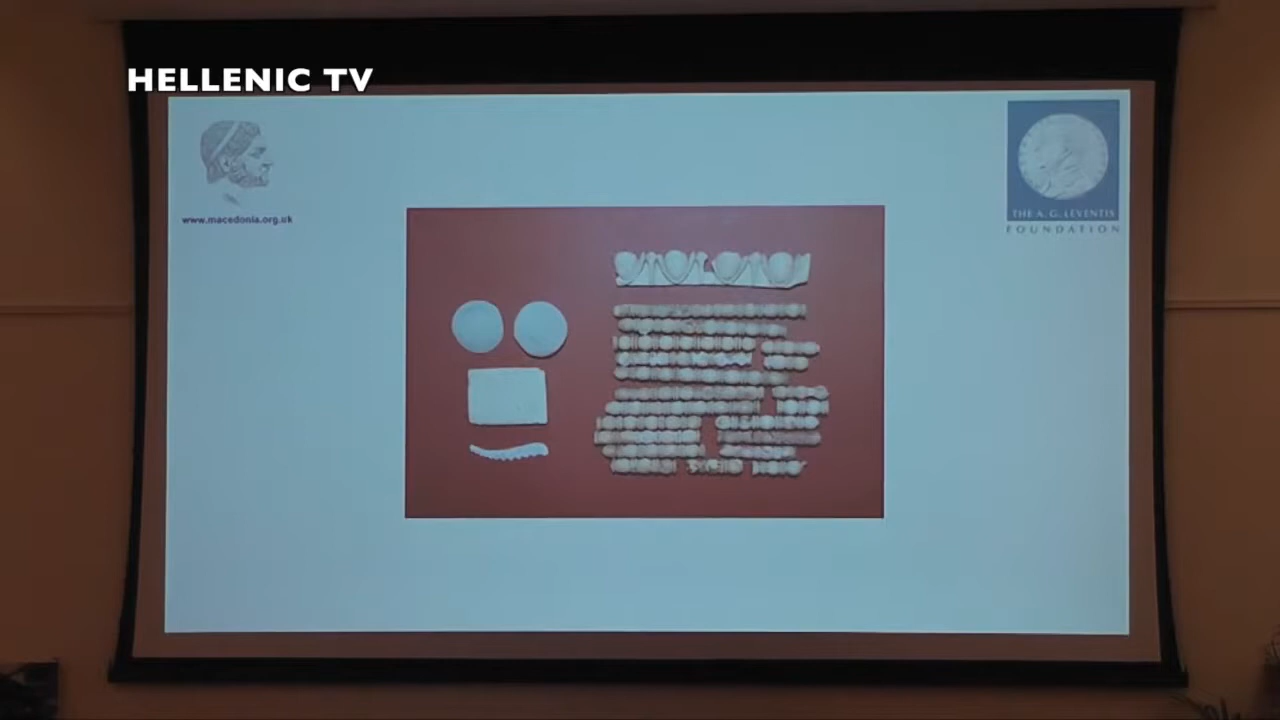 HELLENIC TV
www.macedonia.org.uk
THE A. G. LEVENTIS
FOUNDATION